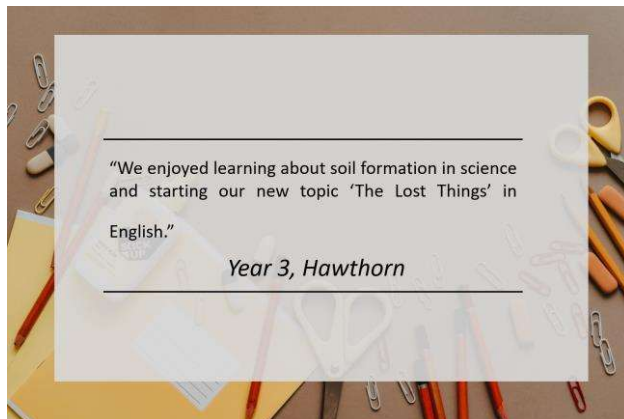 “We enjoyed learning about soil formation in science
and starting our new topic ‘The Lost Things’ in
English.”
Year 3, Hawthorn